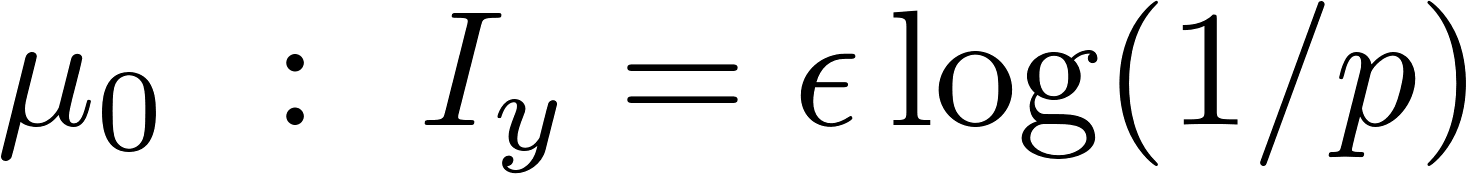 μ₀ : I_y = ϵ log(1/p)